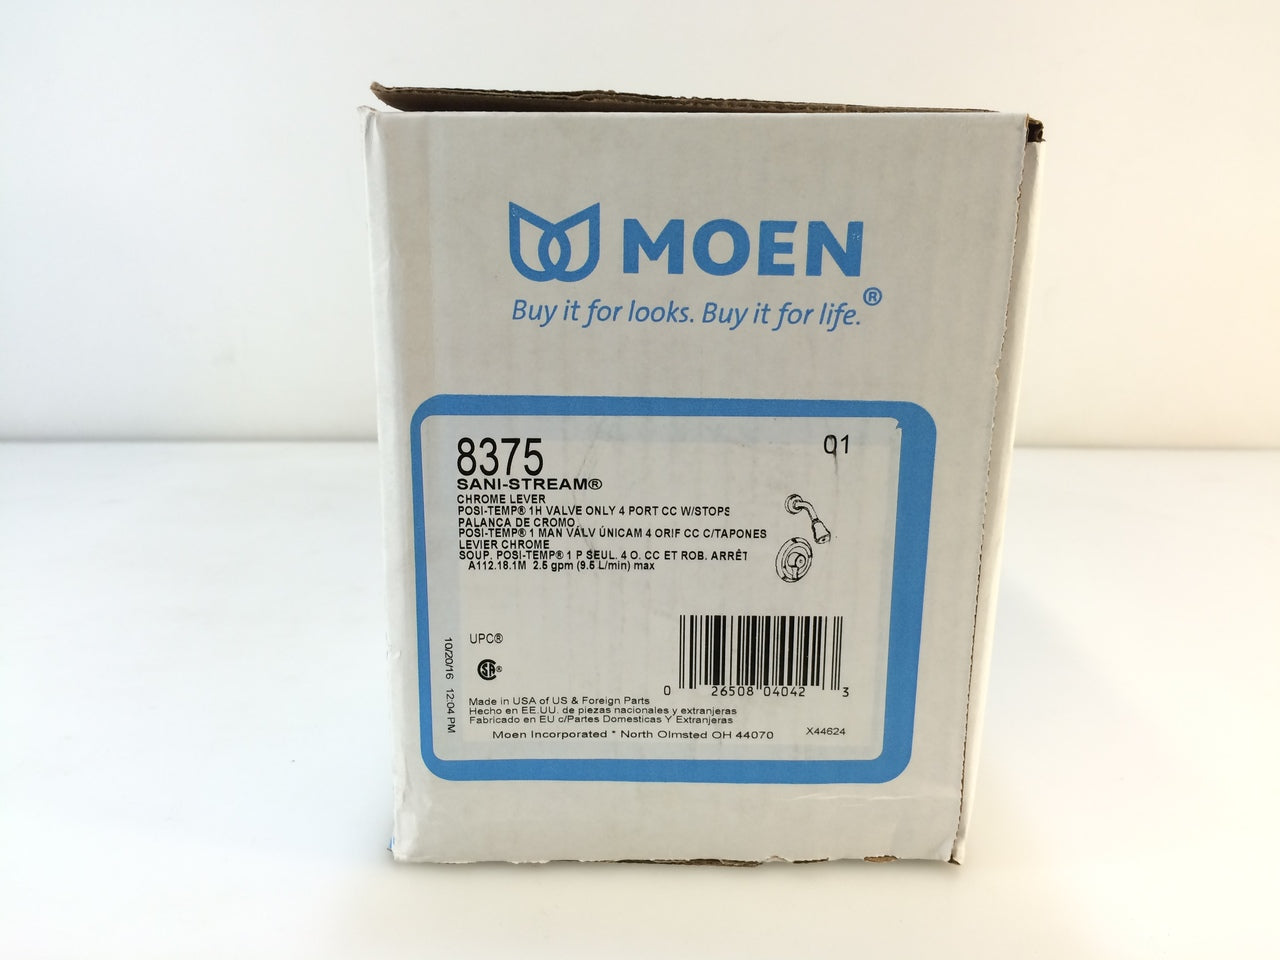 MOEN
Buy it for looks. Buy it for life.®
8375
01
SANI-STREAM®
CHROME LEVER
POSI-TEMP® 1H VALVE ONLY 4 PORT CC W/STOPS
PALANCA DE CROMO
POSI-TEMP® 1 MAN VÁLV ÚNICAM 4 ORIF CC C/TAPONES
LEVIER CHROME
SOUP. POSI-TEMP® 1 P SEUL. 4 O. CC ET ROB. ARRÊT
A112.18.1M 2.5 gpm (9.5 L/min) max
UPC®
CSA®
10/20/16 12:04 PM
0 26508 04042 3
Made in USA of US & Foreign Parts
Hecho en EE.UU. de piezas nacionales y extranjeras
Fabricado en EU c/Partes Domesticas Y Extranjeras
Moen Incorporated * North Olmsted OH 44070
X44624